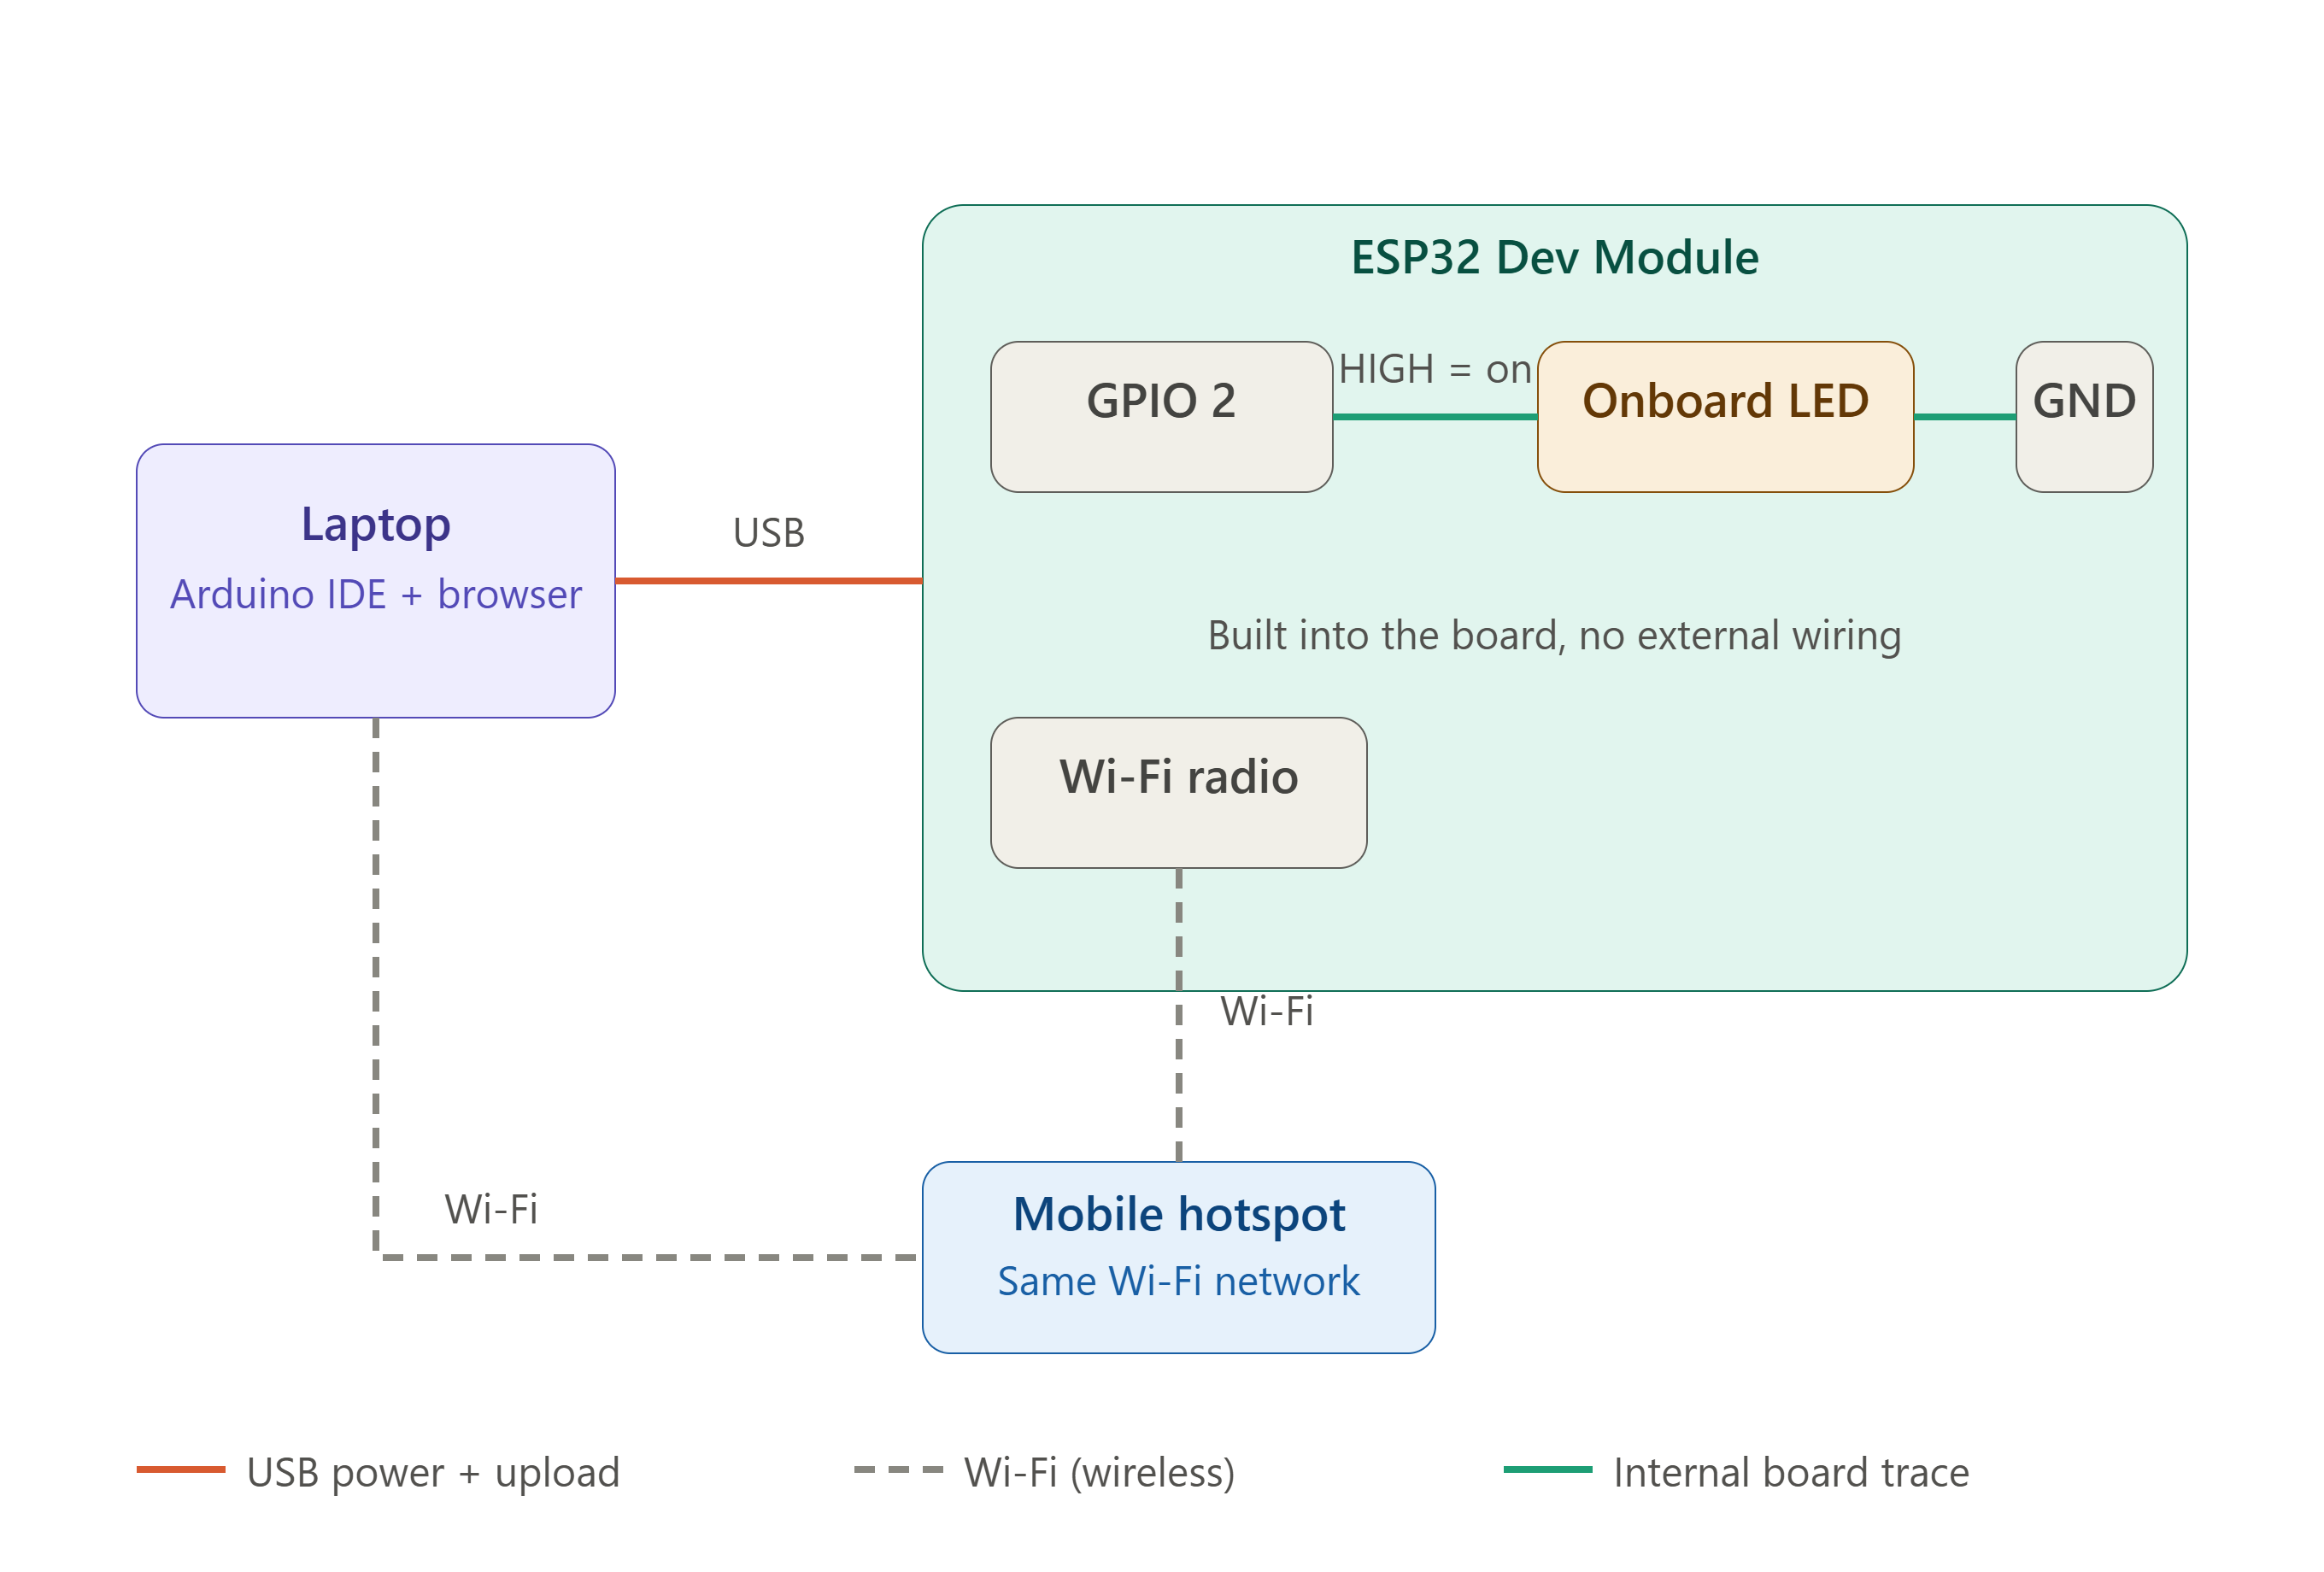 ESP32 Dev Module
GPIO 2
HIGH = on
Onboard LED
GND
Laptop
Arduino IDE + browser
USB
Built into the board, no external wiring
Wi-Fi radio
Wi-Fi
Wi-Fi
Mobile hotspot
Same Wi-Fi network
USB power + upload
Wi-Fi (wireless)
Internal board trace